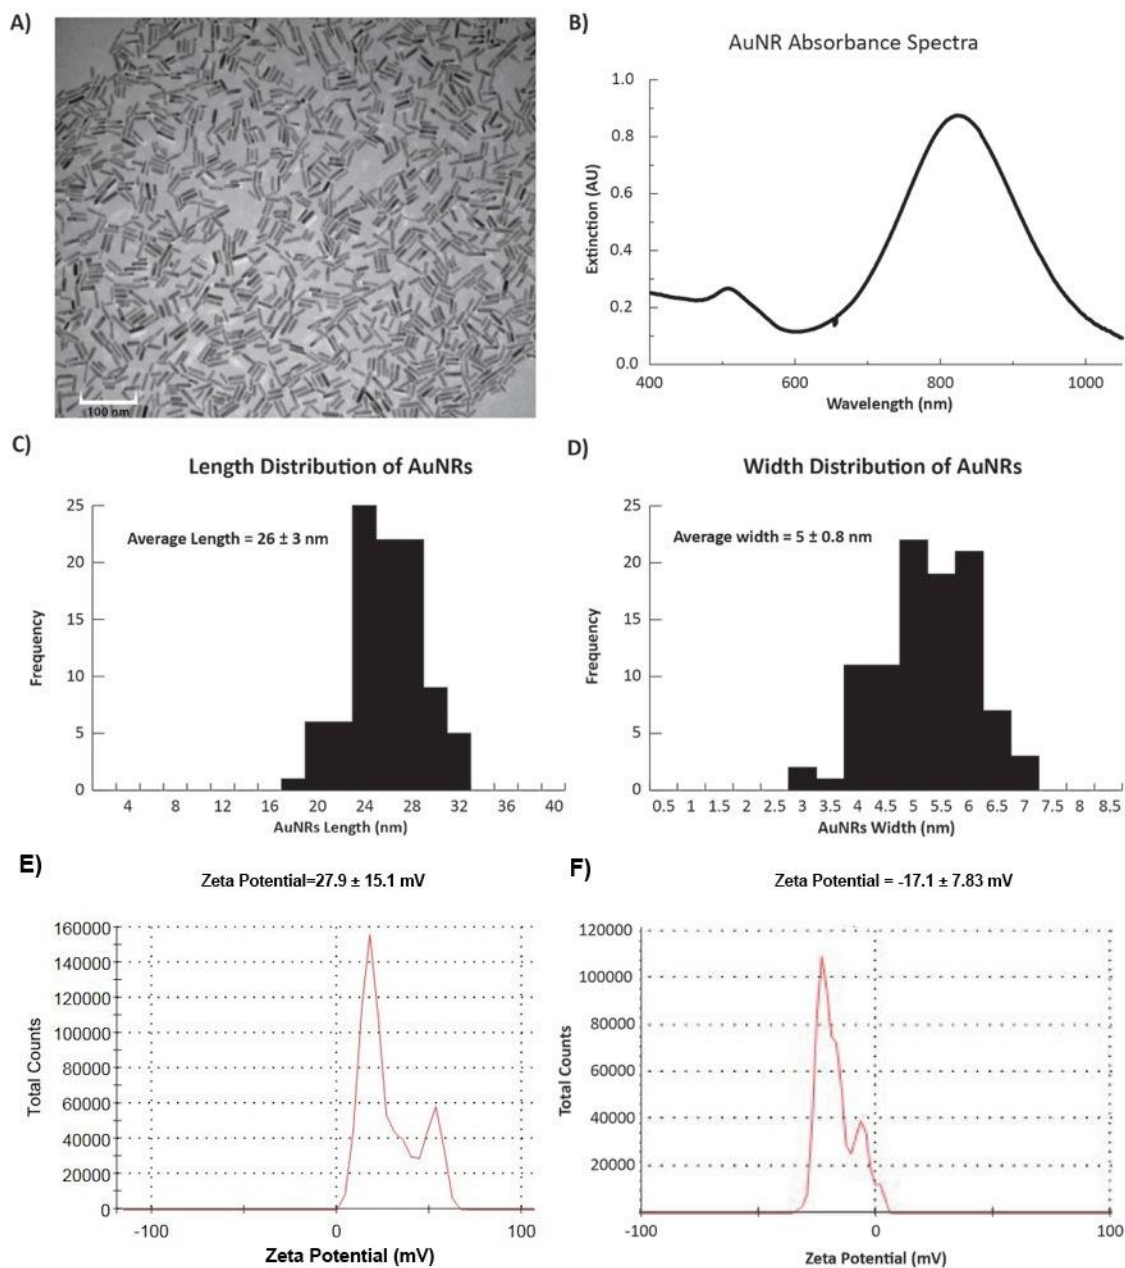 A)
100 nm
B)
AuNR Absorbance Spectra
1.0
0.8
0.6
0.4
0.2
0.0
Extinction (AU)
400 600 800 1000
Wavelength (nm)
C)
Length Distribution of AuNRs
Average Length = 26 ± 3 nm
25
20
15
10
5
0
Frequency
4 8 12 16 20 24 28 32 36 40
AuNRs Length (nm)
D)
Width Distribution of AuNRs
Average width = 5 ± 0.8 nm
25
20
15
10
5
0
Frequency
0.5 1 1.5 2 2.5 3 3.5 4 4.5 5 5.5 6 6.5 7 7.5 8 8.5
AuNRs Width (nm)
E)
Zeta Potential=27.9 ± 15.1 mV
160000
140000
120000
100000
80000
60000
40000
20000
0
Total Counts
-100 0 100
Zeta Potential (mV)
F)
Zeta Potential = -17.1 ± 7.83 mV
120000
100000
80000
60000
40000
20000
Total Counts
-100 0 100
Zeta Potential (mV)